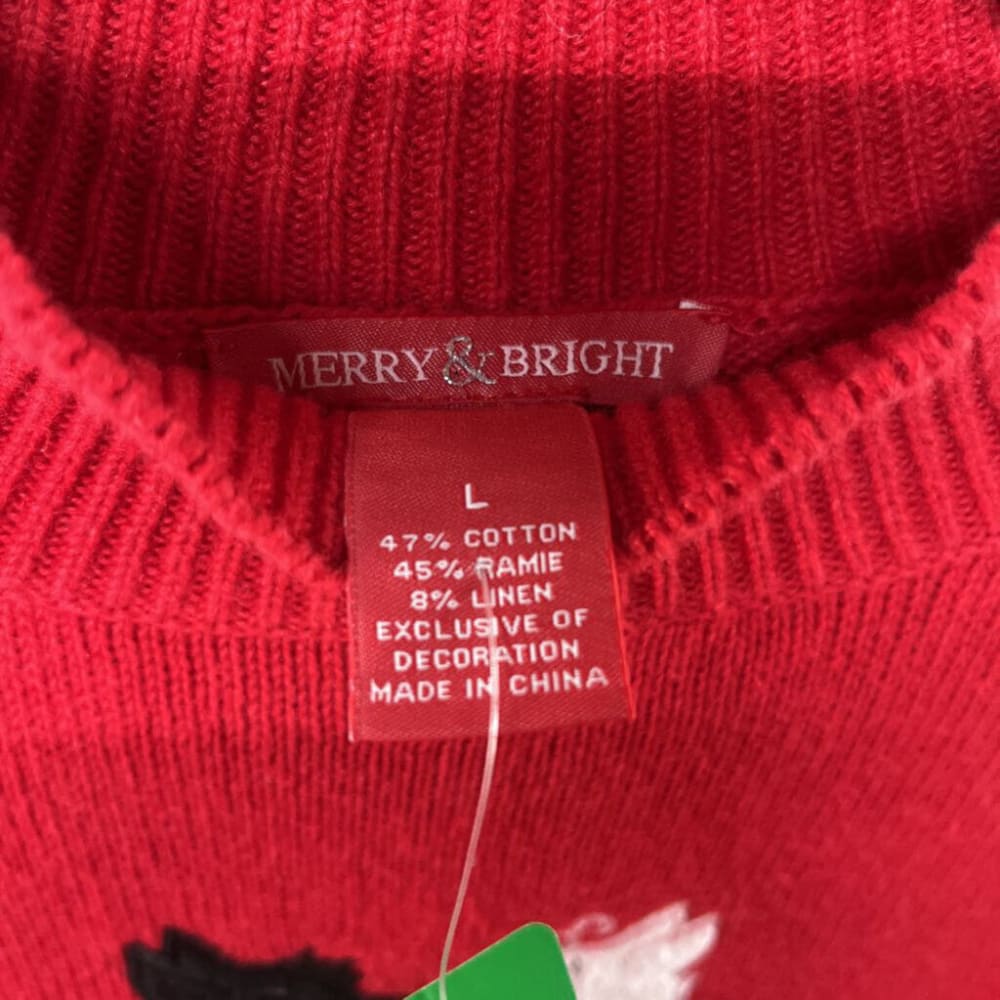 MERRY & BRIGHT
L
47% COTTON
45% RAMIE
8% LINEN
EXCLUSIVE OF
DECORATION
MADE IN CHINA